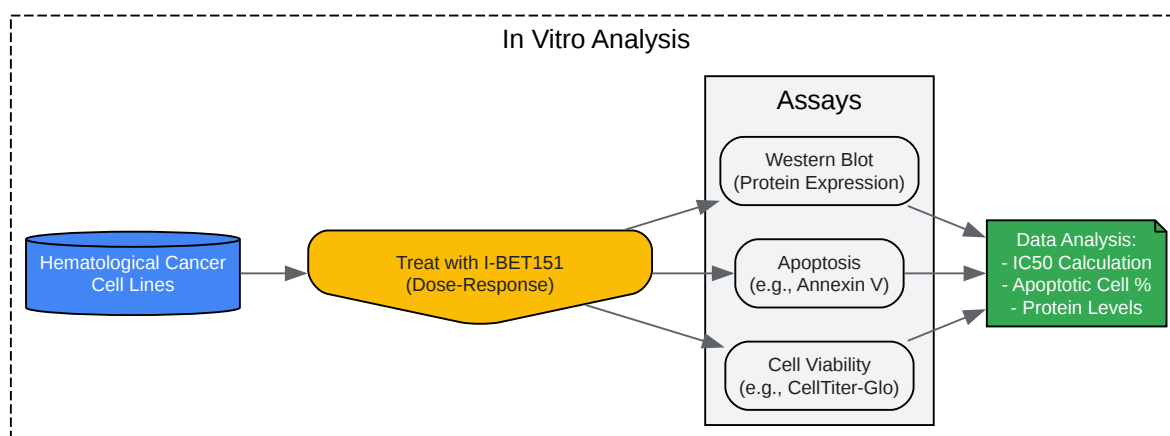 In Vitro Analysis
Assays
Hematological Cancer
Cell Lines
Treat with I-BET151
(Dose-Response)
Western Blot
(Protein Expression)
Apoptosis
(e.g., Annexin V)
Cell Viability
(e.g., CellTiter-Glo)
Data Analysis:
- IC50 Calculation
- Apoptotic Cell %
- Protein Levels